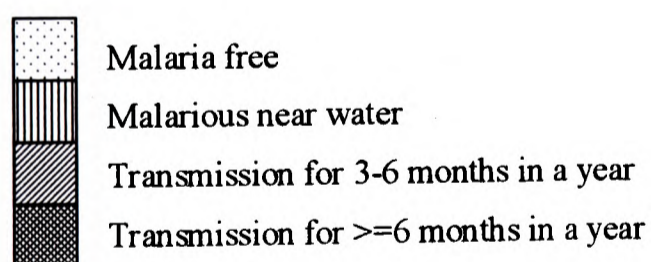 Malaria free
Malarious near water
Transmission for 3-6 months in a year
Transmission for >=6 months in a year